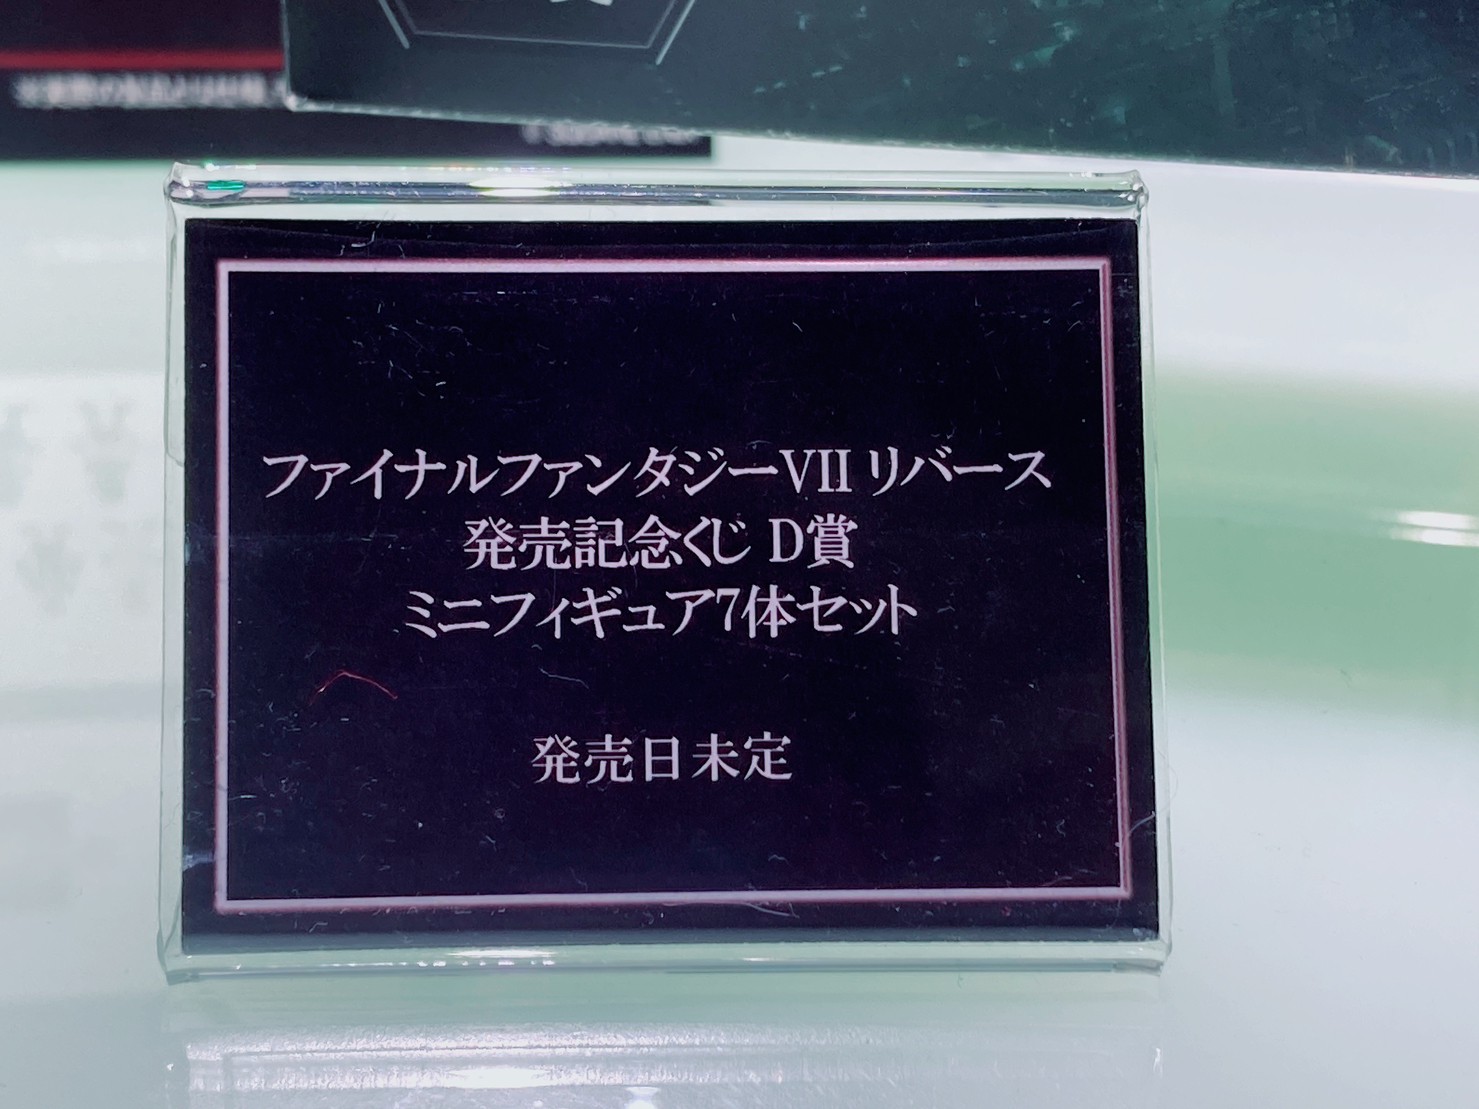 ファイナルファンタジーVII リバース
発売記念くじ D賞
ミニフィギュア7体セット
発売日未定